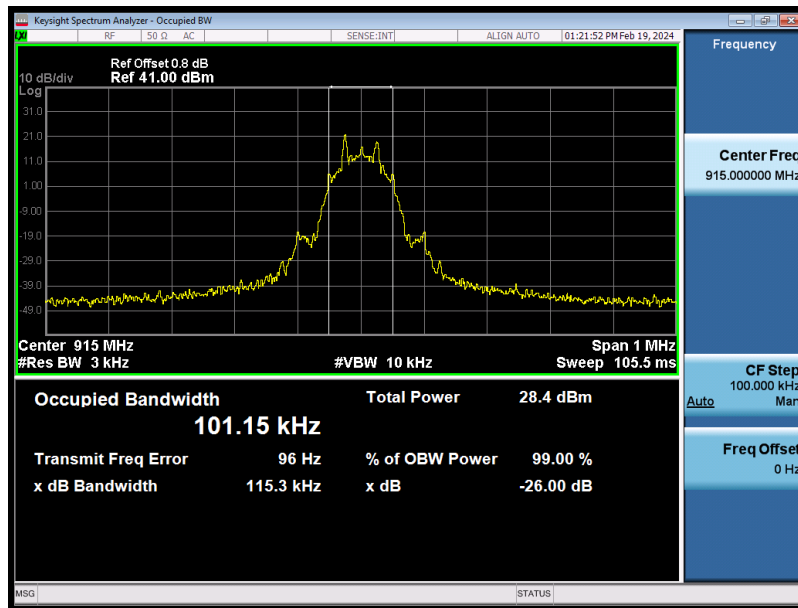 Keysight Spectrum Analyzer - Occupied BW
LXI RF 50 Ω AC SENSE:INT ALIGN AUTO 01:21:52 PM Feb 19, 2024
Frequency
Ref Offset 0.8 dB
10 dB/div Ref 41.00 dBm
Log
31.0
21.0
11.0
1.00
-9.00
-19.0
-29.0
-39.0
-49.0
Center 915 MHz Span 1 MHz
#Res BW 3 kHz #VBW 10 kHz Sweep 105.5 ms
Occupied Bandwidth Total Power 28.4 dBm
101.15 kHz
Transmit Freq Error 96 Hz % of OBW Power 99.00 %
x dB Bandwidth 115.3 kHz x dB -26.00 dB
Center Freq
915.000000 MHz
CF Step
100.000 kHz
Auto Man
Freq Offset
0 Hz
MSG STATUS